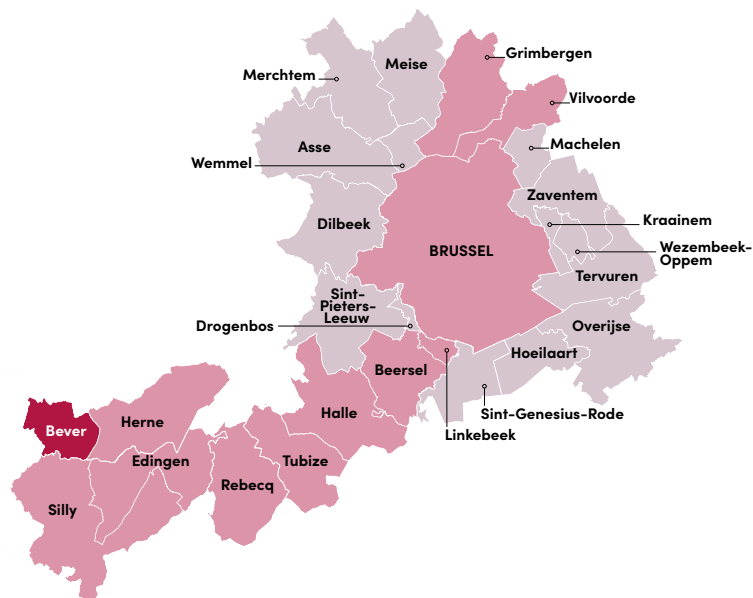 Grimbergen
Meise
Merchtem
Vilvoorde
Machelen
Asse
Wemmel
Zaventem
Kraainem
Dilbeek
BRUSSEL
Wezembeek-
Oppem
Tervuren
Sint-
Pieters-
Leeuw
Drogenbos
Overijse
Hoeilaart
Beersel
Halle
Sint-Genesius-Rode
Linkebeek
Herne
Bever
Edingen
Tubize
Rebecq
Silly